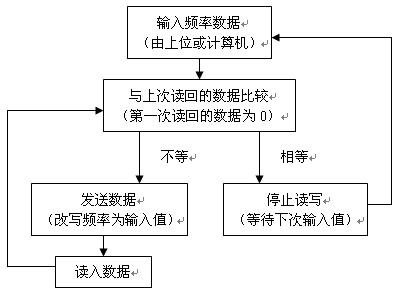 输入频率数据
（由上位或计算机）
与上次读回的数据比较
（第一次读回的数据为 0）
不等
相等
发送数据
（改写频率为输入值）
停止读写
（等待下次输入值）
读入数据